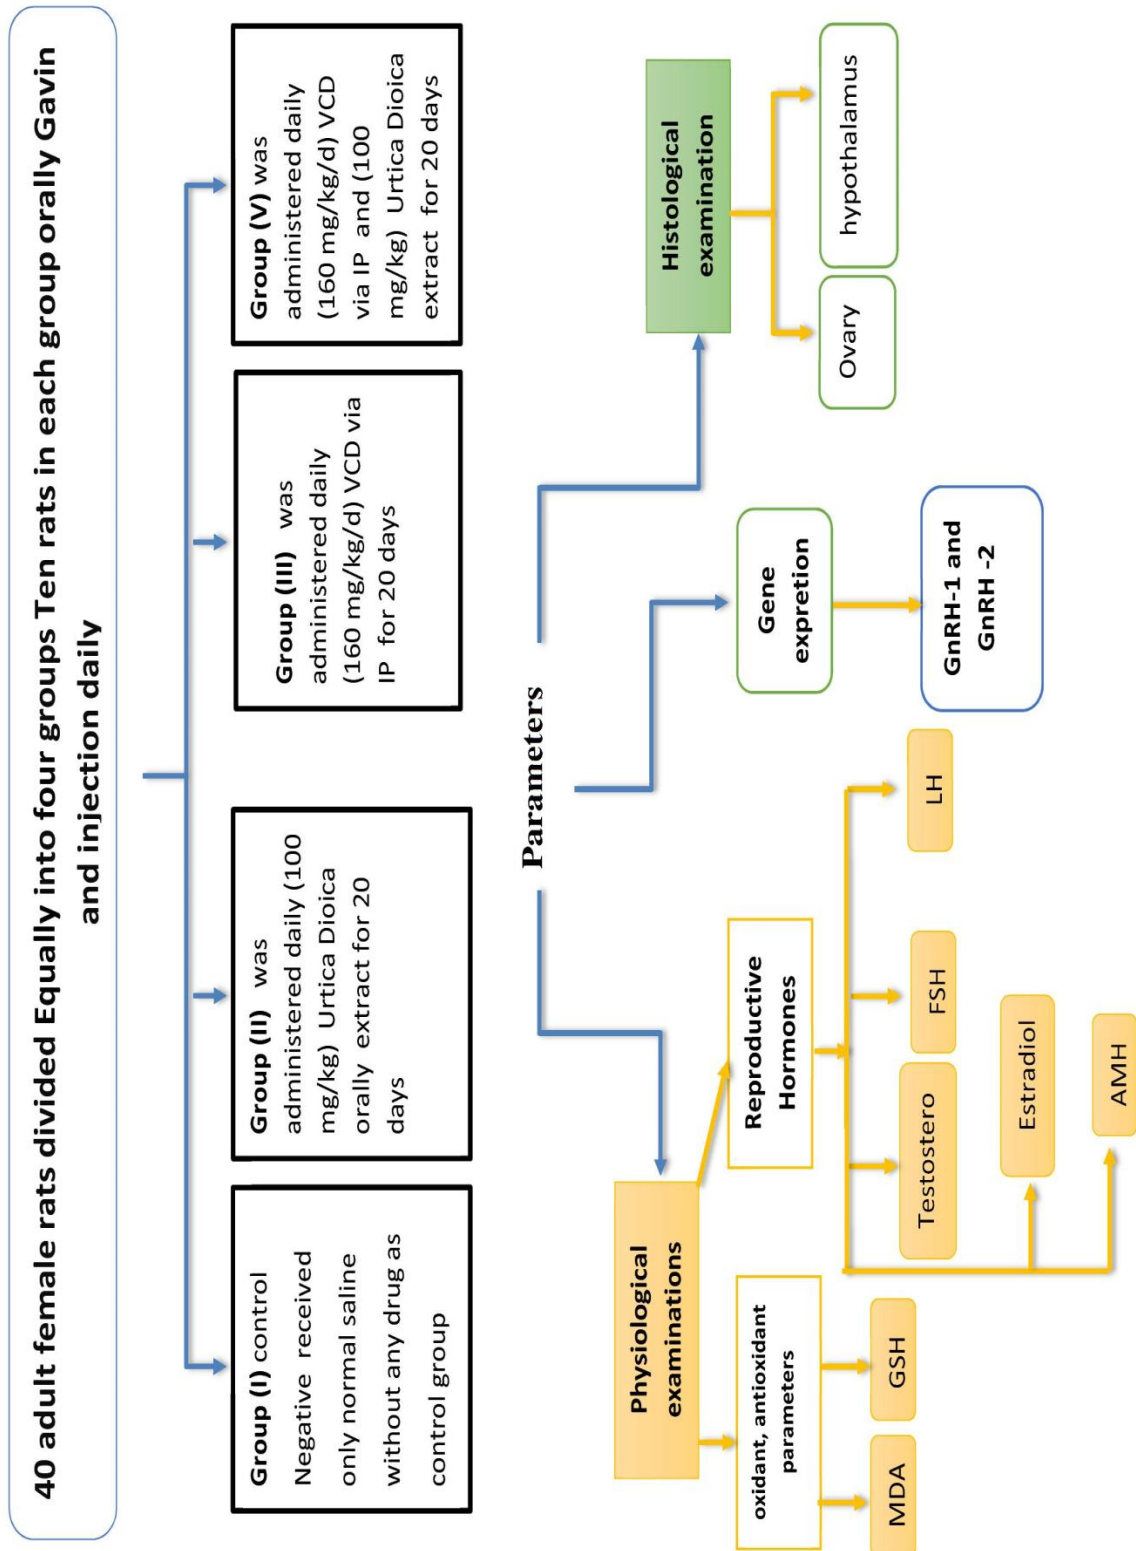 40 adult female rats divided Equally into four groups Ten rats in each group orally Gavin
and injection daily
Group (I) control
Negative received
only normal saline
without any drug as
control group
Group (II) was
administered daily (100
mg/kg) Urtica Dioica
orally extract for 20
days
Group (III) was
administered daily
(160 mg/kg/d) VCD via
IP for 20 days
Group (V) was
administered daily
(160 mg/kg/d) VCD
via IP and (100
mg/kg) Urtica Dioica
extract for 20 days
Parameters
Physiological
examinations
oxidant, antioxidant
parameters
MDA
GSH
Reproductive
Hormones
Testostero
FSH
LH
Estradiol
AMH
Gene
expretion
GnRH-1 and
GnRH -2
Histological
examination
Ovary
hypothalamus